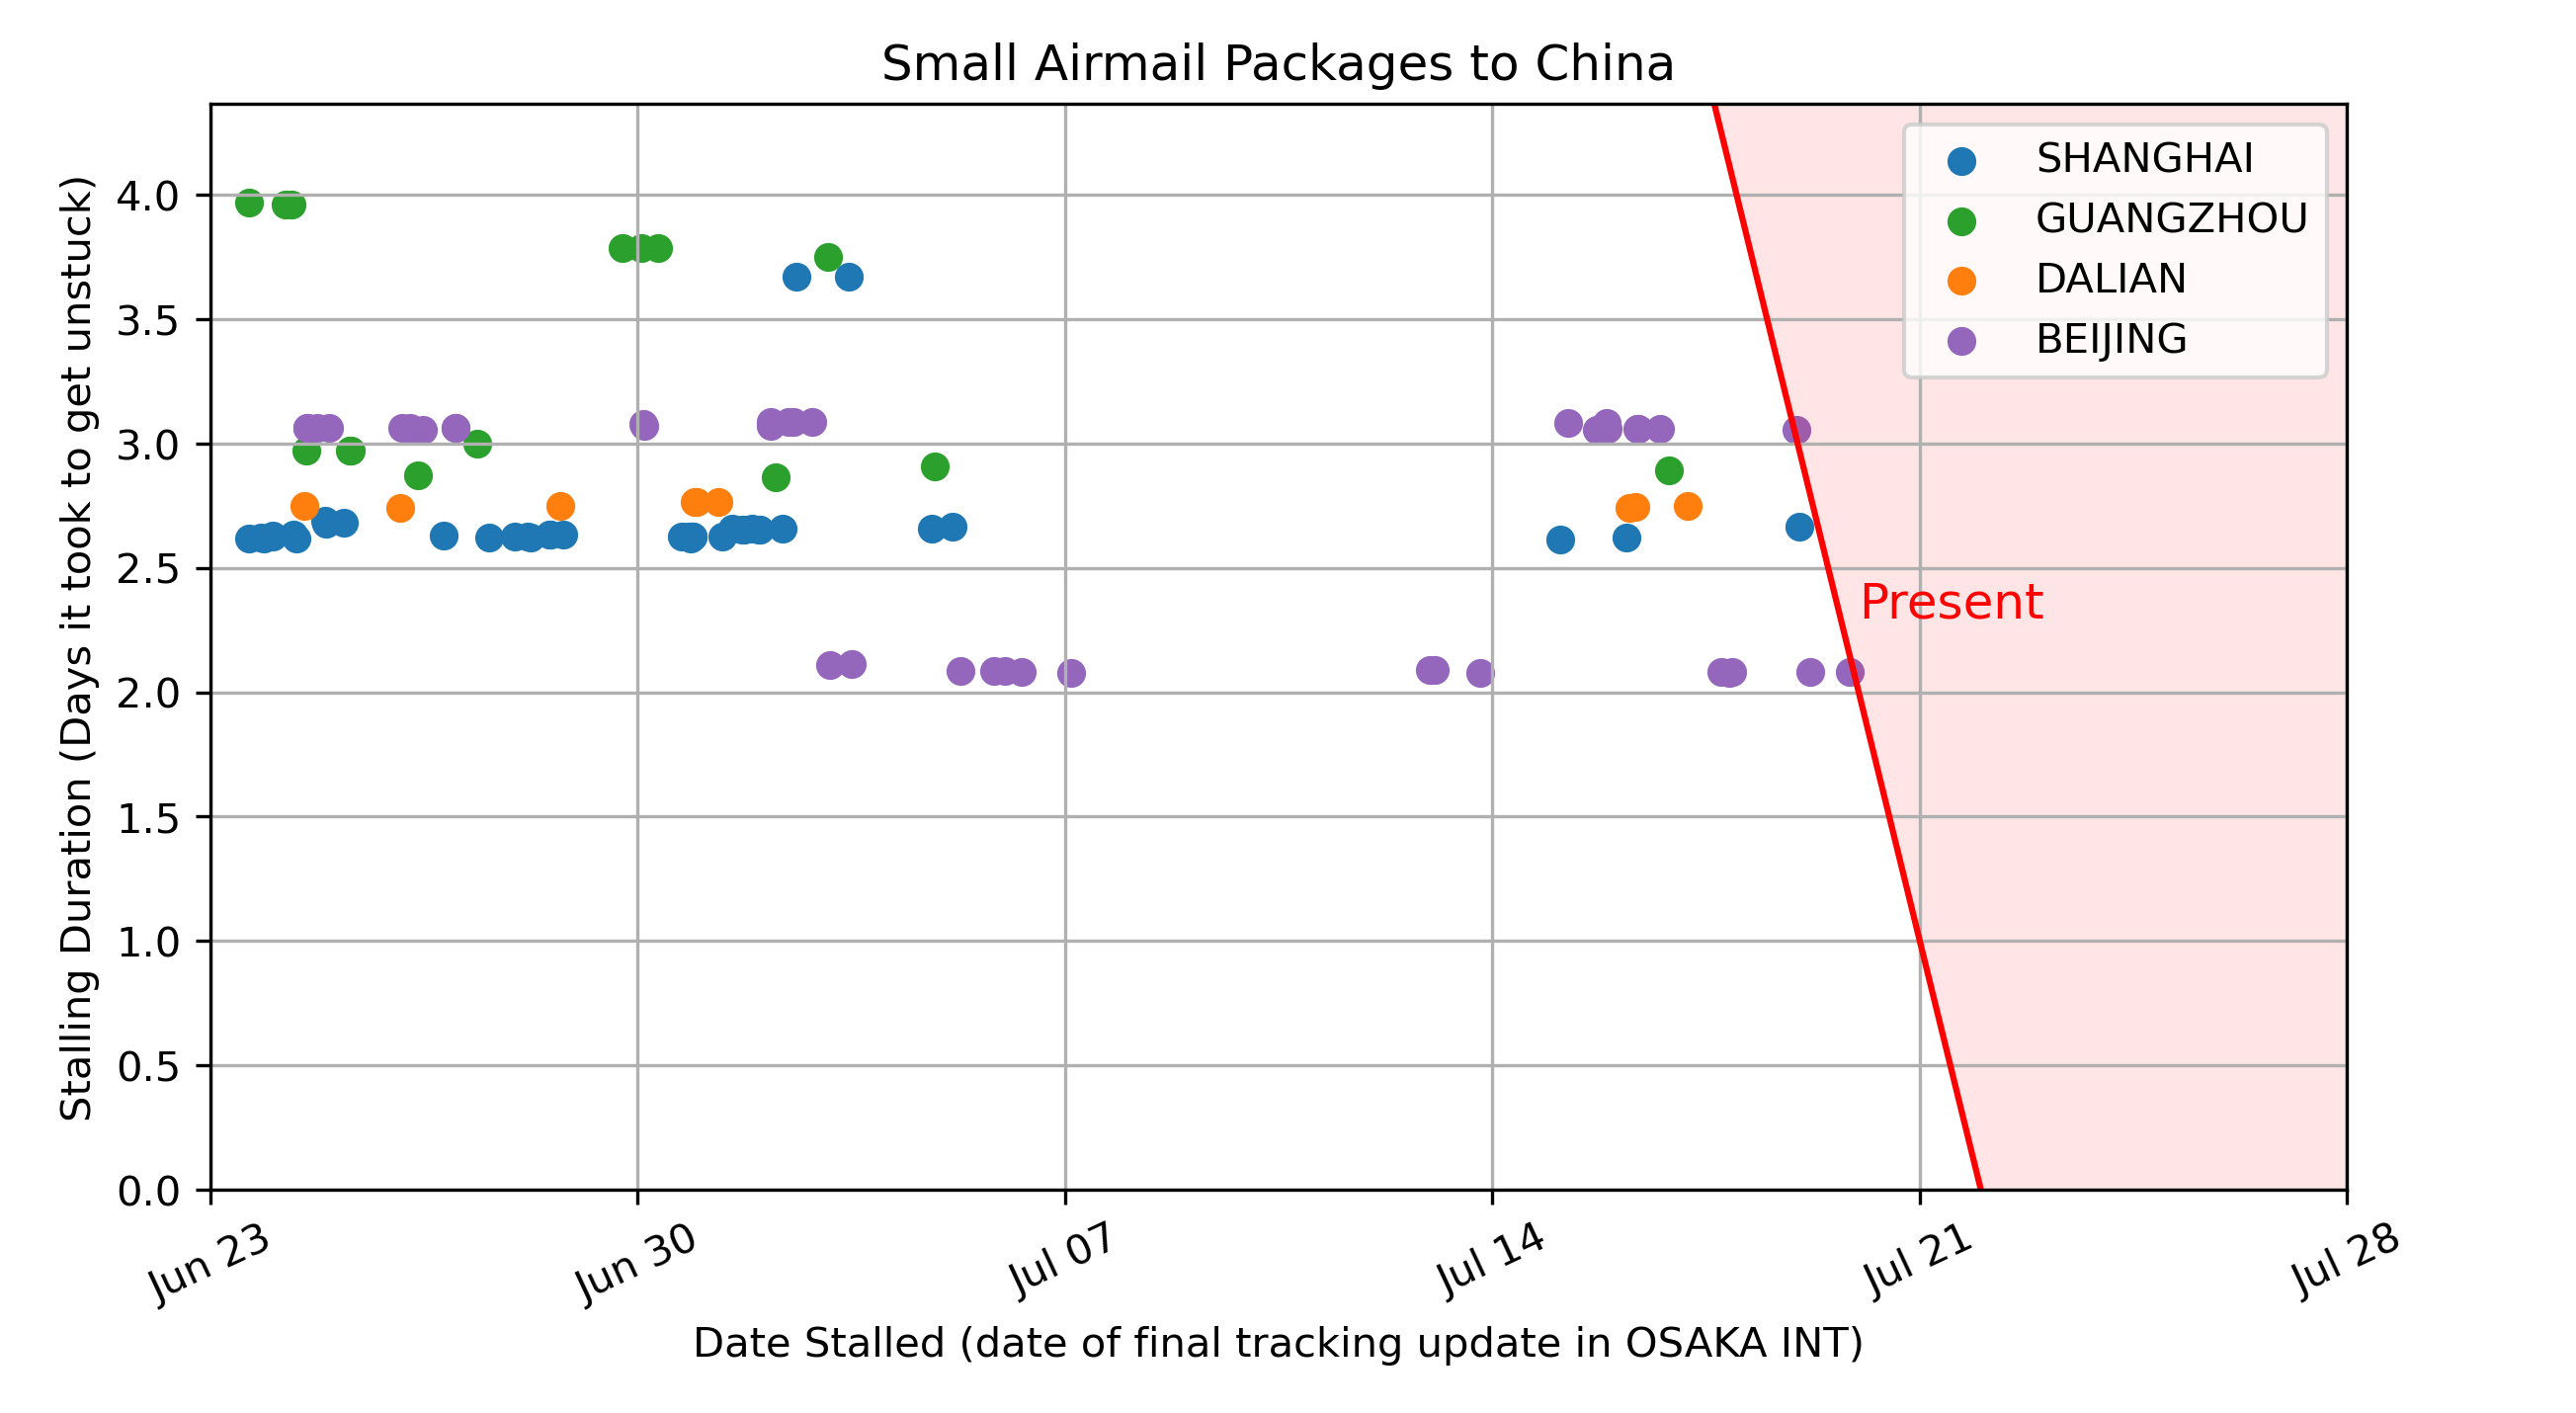 Small Airmail Packages to China
Stalling Duration (Days it took to get unstuck)
4.0
3.5
3.0
2.5
2.0
1.5
1.0
0.5
0.0
SHANGHAI
GUANGZHOU
DALIAN
BEIJING
Present
Jun 23
Jun 30
Jul 07
Jul 14
Jul 21
Jul 28
Date Stalled (date of final tracking update in OSAKA INT)